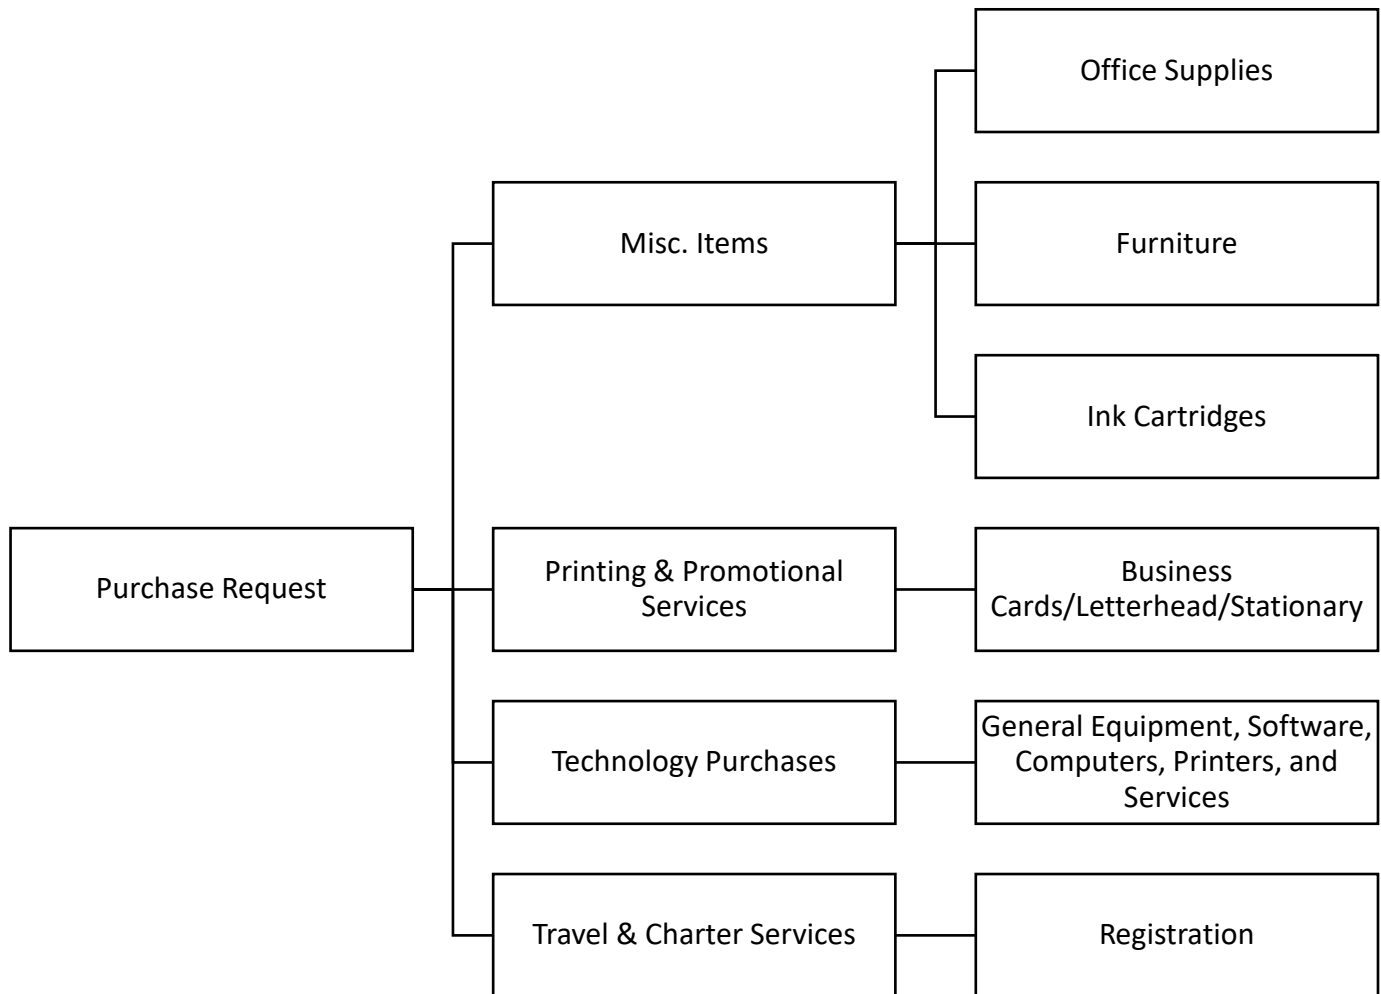 Office Supplies
Misc. Items
Furniture
Ink Cartridges
Purchase Request
Printing & Promotional
Services
Business
Cards/Letterhead/Stationary
Technology Purchases
General Equipment, Software,
Computers, Printers, and
Services
Travel & Charter Services
Registration